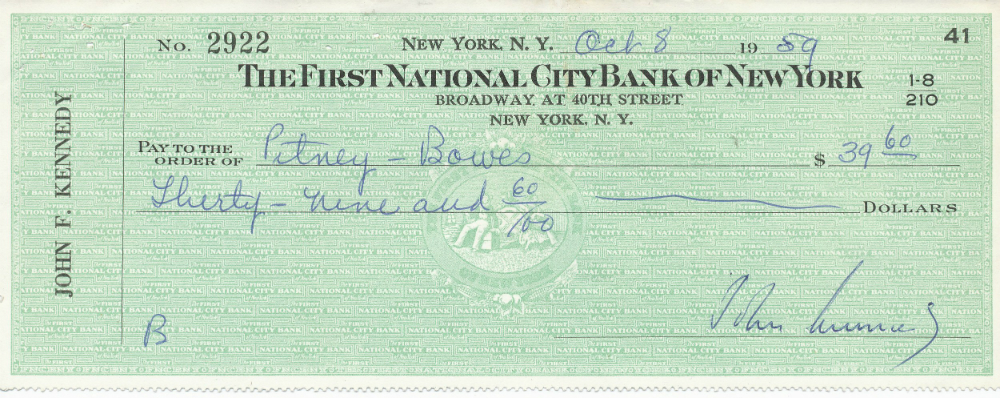 No. 2922 NEW YORK, N. Y. Oct 8 19 59 41
THE FIRST NATIONAL CITY BANK OF NEW YORK 1-8
BROADWAY AT 40TH STREET 210
NEW YORK, N. Y.
PAY TO THE ORDER OF Pitney - Bowes $ 39 60
Thirty - nine and 60/100 DOLLARS
JOHN F. KENNEDY
John Kennedy
B